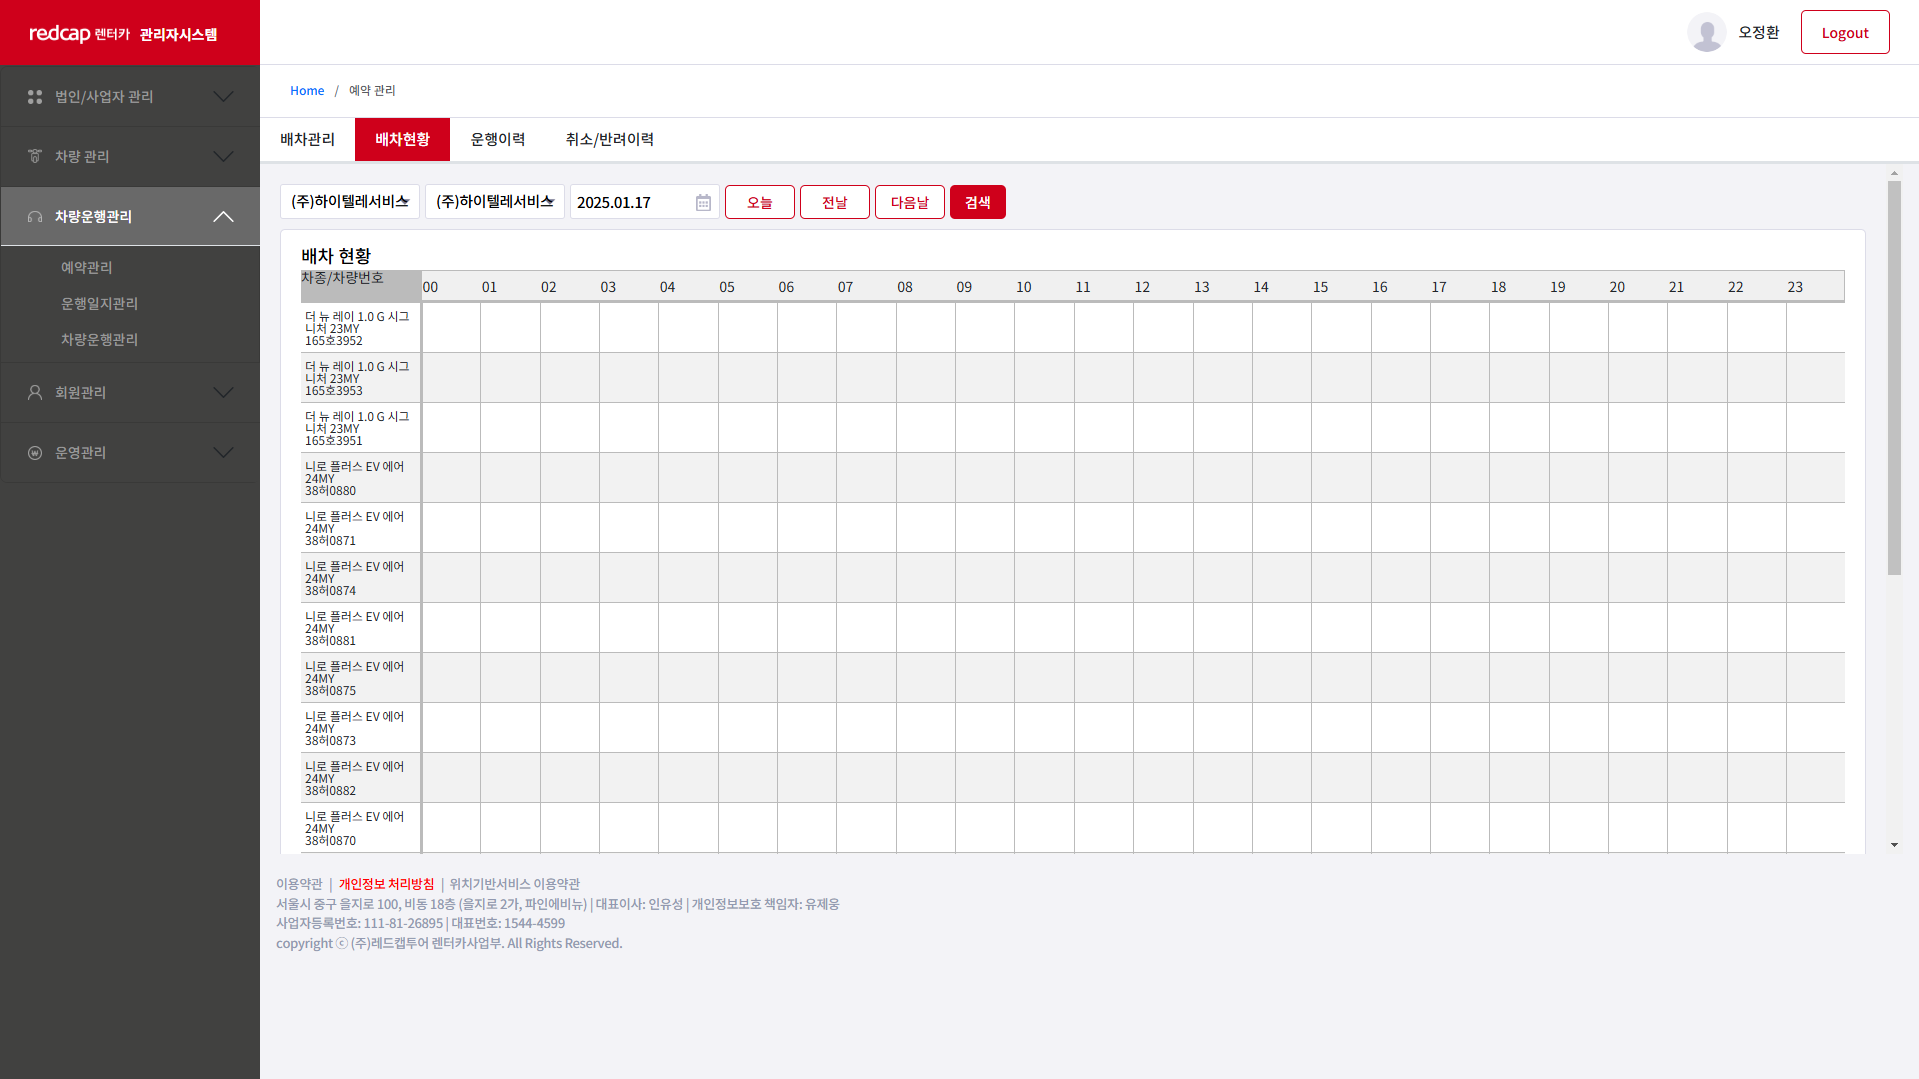 redcap 렌터카 관리자시스템
오정환
Logout
법인/사업자 관리
차량 관리
차량운행관리
예약관리
운행일지관리
차량운행관리
회원관리
운영관리
Home / 예약 관리
배차관리 배차현황 운행이력 취소/반려이력
(주)하이텔레서비스 (주)하이텔레서비스 2025.01.17 오늘 전날 다음날 검색
배차 현황
차종/차량번호 00 01 02 03 04 05 06 07 08 09 10 11 12 13 14 15 16 17 18 19 20 21 22 23
더 뉴 레이 1.0 G 시그
니처 23MY
165호3952
더 뉴 레이 1.0 G 시그
니처 23MY
165호3953
더 뉴 레이 1.0 G 시그
니처 23MY
165호3951
니로 플러스 EV 에어
24MY
38허0880
니로 플러스 EV 에어
24MY
38허0871
니로 플러스 EV 에어
24MY
38허0874
니로 플러스 EV 에어
24MY
38허0881
니로 플러스 EV 에어
24MY
38허0875
니로 플러스 EV 에어
24MY
38허0873
니로 플러스 EV 에어
24MY
38허0882
니로 플러스 EV 에어
24MY
38허0870
이용약관 | 개인정보 처리방침 | 위치기반서비스 이용약관
서울시 중구 을지로 100, 비동 18층 (을지로 2가, 파인에비뉴) | 대표이사: 인유성 | 개인정보보호 책임자: 유제웅
사업자등록번호: 111-81-26895 | 대표번호: 1544-4599
copyright ⓒ (주)레드캡투어 렌터카사업부. All Rights Reserved.